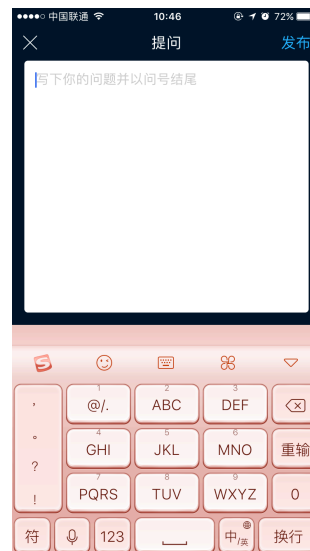 中国联通 10:46 72%
提问 发布
写下你的问题并以问号结尾
S
1 2 3
, @/. ABC DEF
。 4 5 6
GHI JKL MNO 重输
? 7 8 9
! PQRS TUV WXYZ 0
符 123 中/英 换行